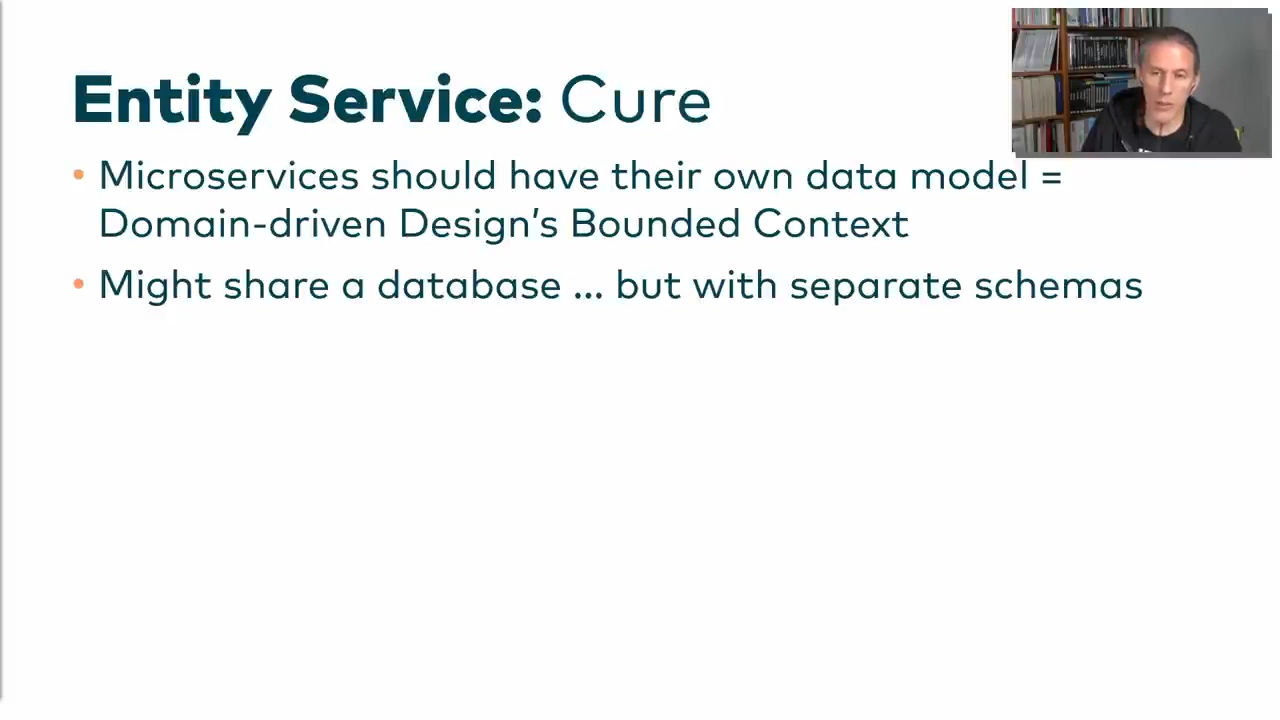 Entity Service: Cure
• Microservices should have their own data model =
Domain-driven Design’s Bounded Context
• Might share a database ... but with separate schemas